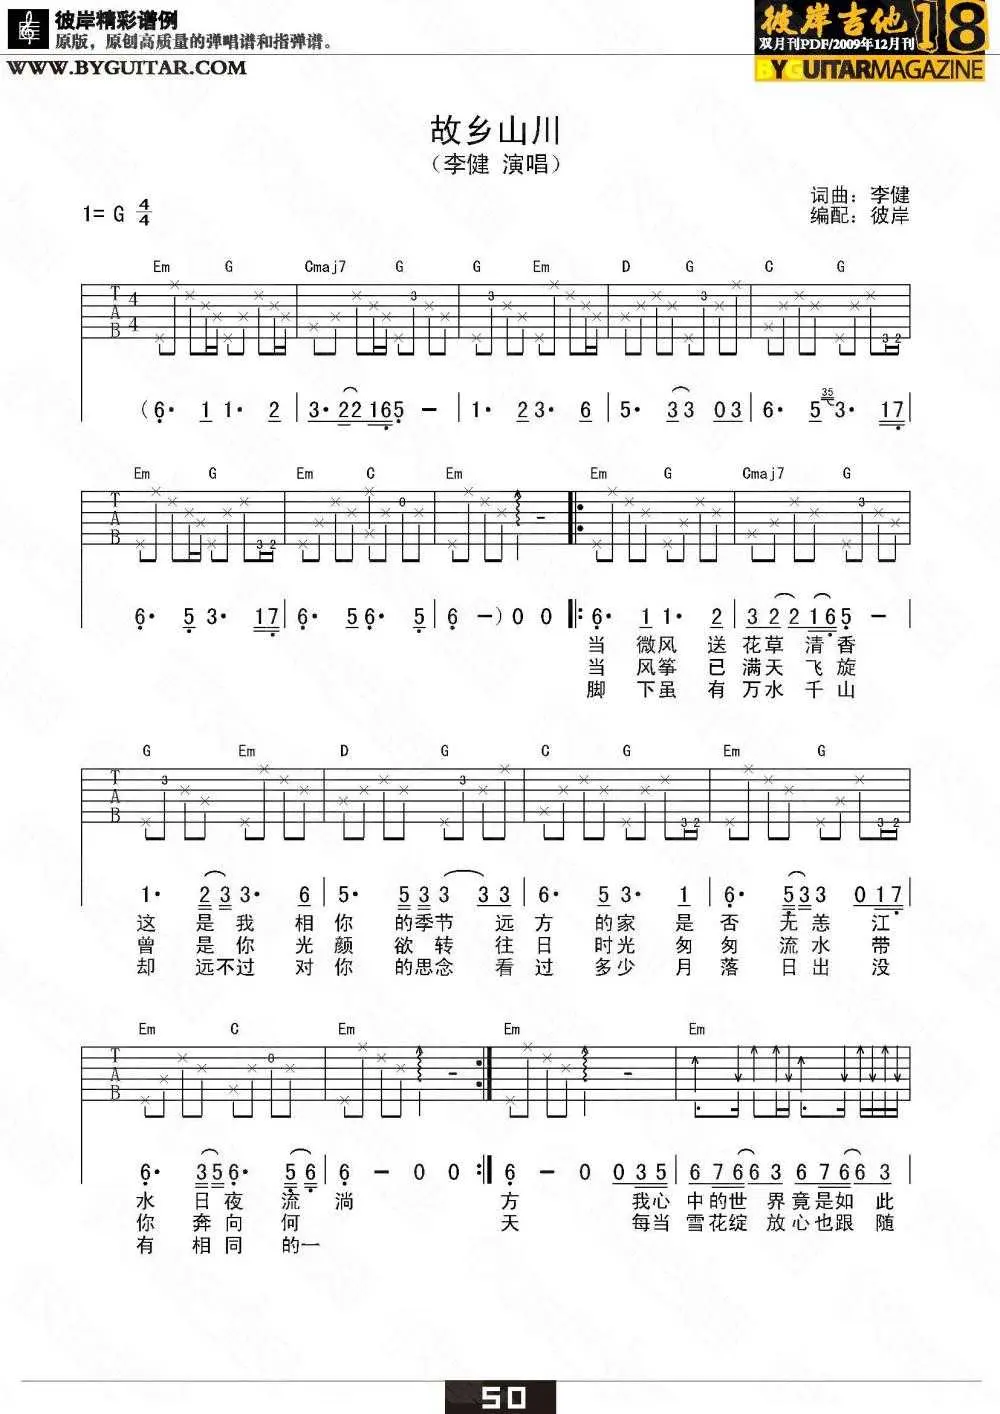 彼岸精彩谱例
原版，原创高质量的弹唱谱和指弹谱。
WWW.BYGUITAR.COM
彼岸吉他 18
双月刊PDF/2009年12月刊
BYGUITARMAGAZINE
故乡山川
（李健 演唱）
词曲：李健
编配：彼岸
1= G 4/4
Em G Cmaj7 G G Em D G C G
(6· 1 1· 2 3· 2 2 1 6 5 - 1· 2 3· 6 5· 3 3 0 3 6· 5 35 3· 1 7
Em G Em C Em Em G Cmaj7 G
6· 5 3· 1 7 6· 5 6· 5 6 -) 0 0 6· 1 1· 2 3 2 2 1 6 5 -
当 微风 送 花草 清香
当 风筝 已 满天 飞旋
脚 下虽 有 万水 千山
G Em D G C G Em G
1· 2 3 3· 6 5· 5 3 3 3 3 6· 5 3· 1 6· 5 3 3 0 1 7
这 是我 相 你 的季节 远 方 的家 是 否 无恙 江
曾 是你 光 颜 欲转 往 日 时光 匆 匆 流水 带
却 远不过 对 你 的思念 看 过 多少 月 落 日出 没
Em C Em Em Em
6· 3 5 6· 5 6 6 - 0 0 6 - 0 0 3 5 6 7 6 6 3 6 7 6 6 3
水 日夜 流 淌 方 我心 中的世 界竟是如 此
你 奔向 何 天 每当 雪花绽 放心也跟 随
有 相同 的一
50